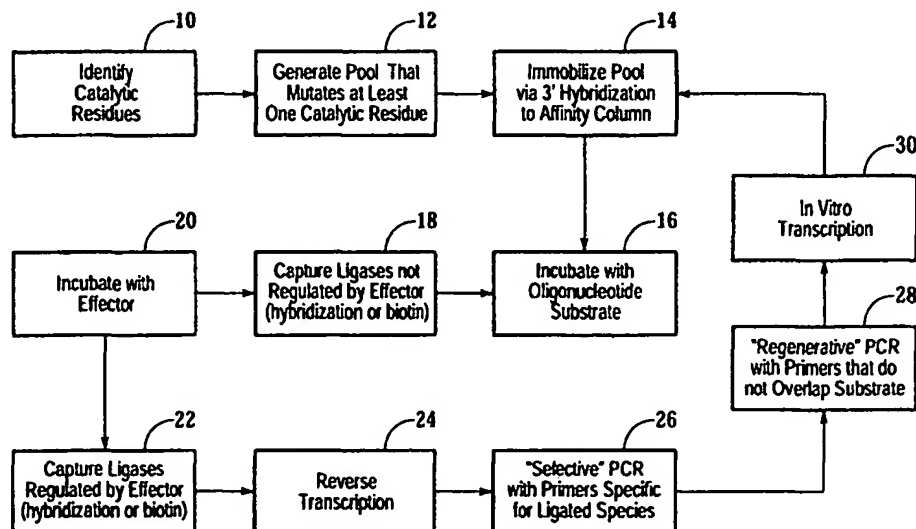 10
Identify
Catalytic
Residues
12
Generate Pool That
Mutates at Least
One Catalytic Residue
14
Immobilize Pool
via 3' Hybridization
to Affinity Column
30
In Vitro
Transcription
20
Incubate with
Effector
18
Capture Ligases not
Regulated by Effector
(hybridization or biotin)
16
Incubate with
Oligonucleotide
Substrate
28
"Regenerative" PCR
with Primers that do
not Overlap Substrate
22
Capture Ligases
Regulated by Effector
(hybridization or biotin)
24
Reverse
Transcription
26
"Selective" PCR
with Primers Specific
for Ligated Species